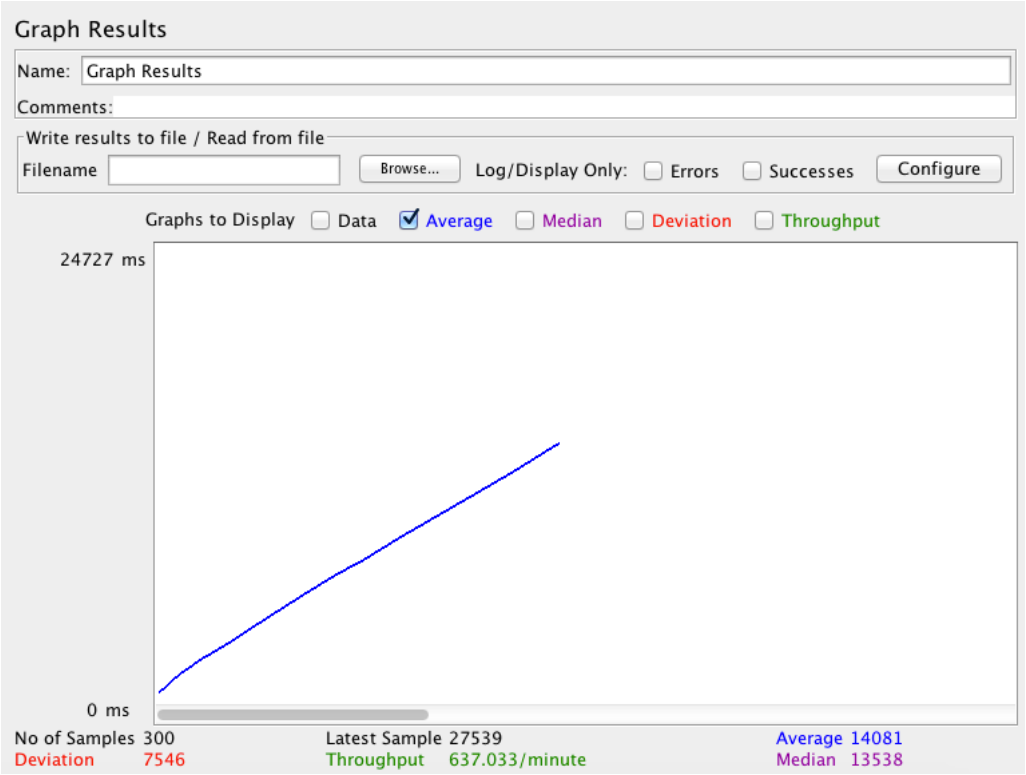 Graph Results
Name: Graph Results
Comments:
Write results to file / Read from file
Filename Browse... Log/Display Only: Errors Successes Configure
Graphs to Display Data Average Median Deviation Throughput
24727 ms
0 ms
No of Samples 300 Latest Sample 27539 Average 14081
Deviation 7546 Throughput 637.033/minute Median 13538